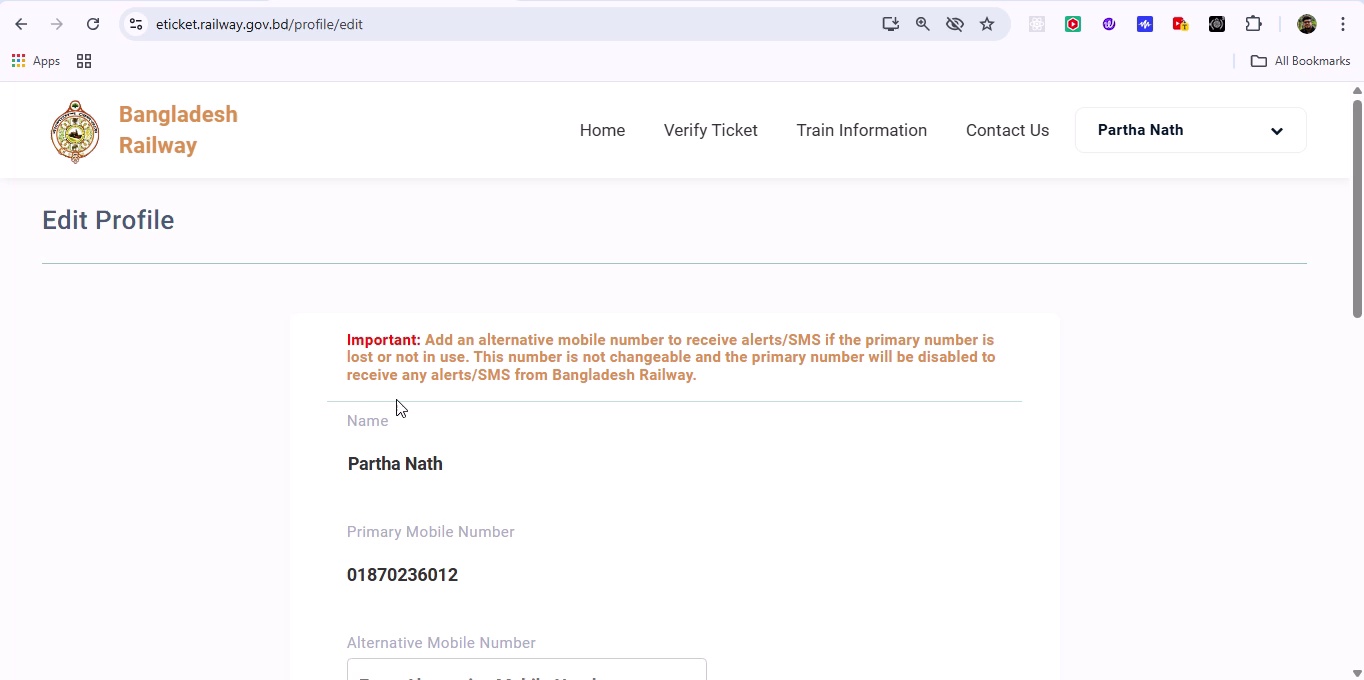 eticket.railway.gov.bd/profile/edit
Apps
All Bookmarks
Bangladesh
Railway
Home
Verify Ticket
Train Information
Contact Us
Partha Nath
Edit Profile
Important: Add an alternative mobile number to receive alerts/SMS if the primary number is
lost or not in use. This number is not changeable and the primary number will be disabled to
receive any alerts/SMS from Bangladesh Railway.
Name
Partha Nath
Primary Mobile Number
01870236012
Alternative Mobile Number